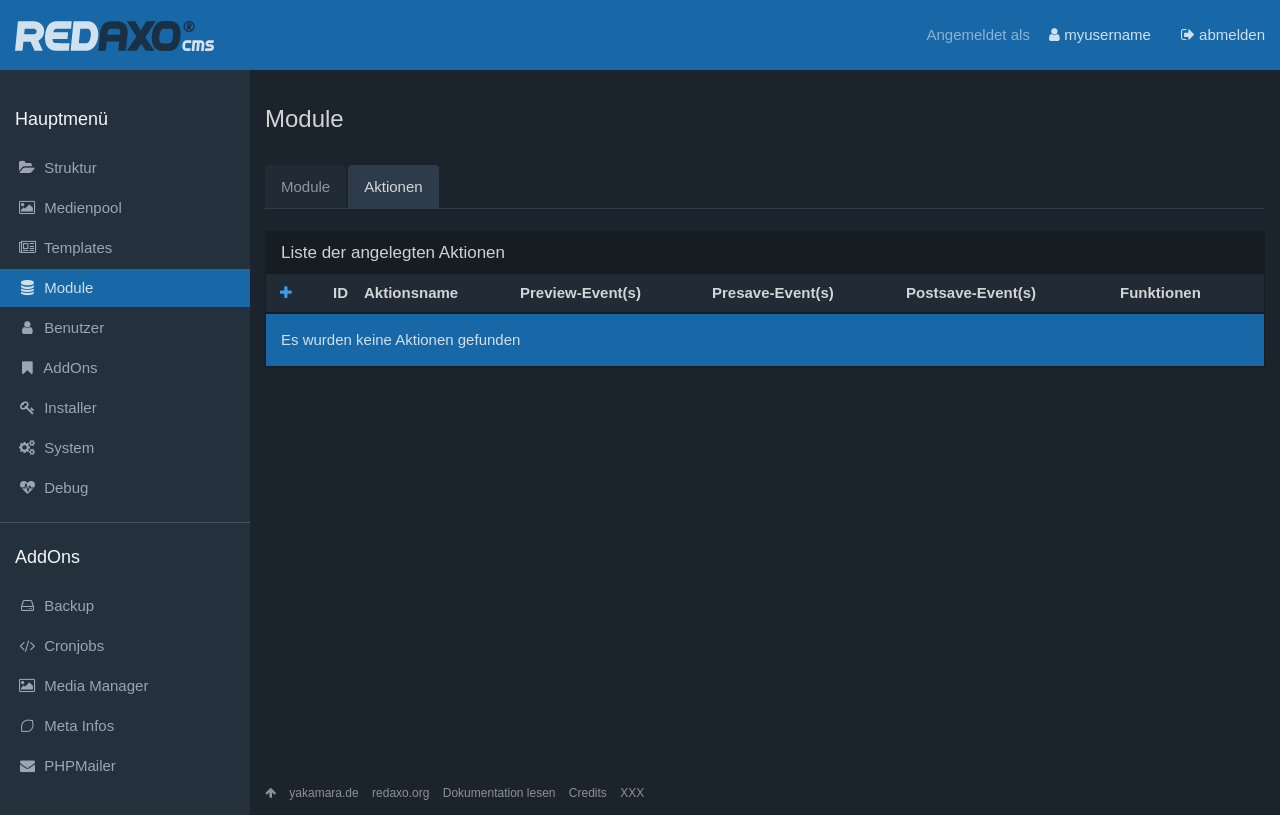 REDAXO® cms
Angemeldet als myusername abmelden
Hauptmenü
Struktur
Medienpool
Templates
Module
Benutzer
AddOns
Installer
System
Debug
AddOns
Backup
Cronjobs
Media Manager
Meta Infos
PHPMailer
Module
Module Aktionen
Liste der angelegten Aktionen
ID Aktionsname Preview-Event(s) Presave-Event(s) Postsave-Event(s) Funktionen
Es wurden keine Aktionen gefunden
yakamara.de redaxo.org Dokumentation lesen Credits XXX